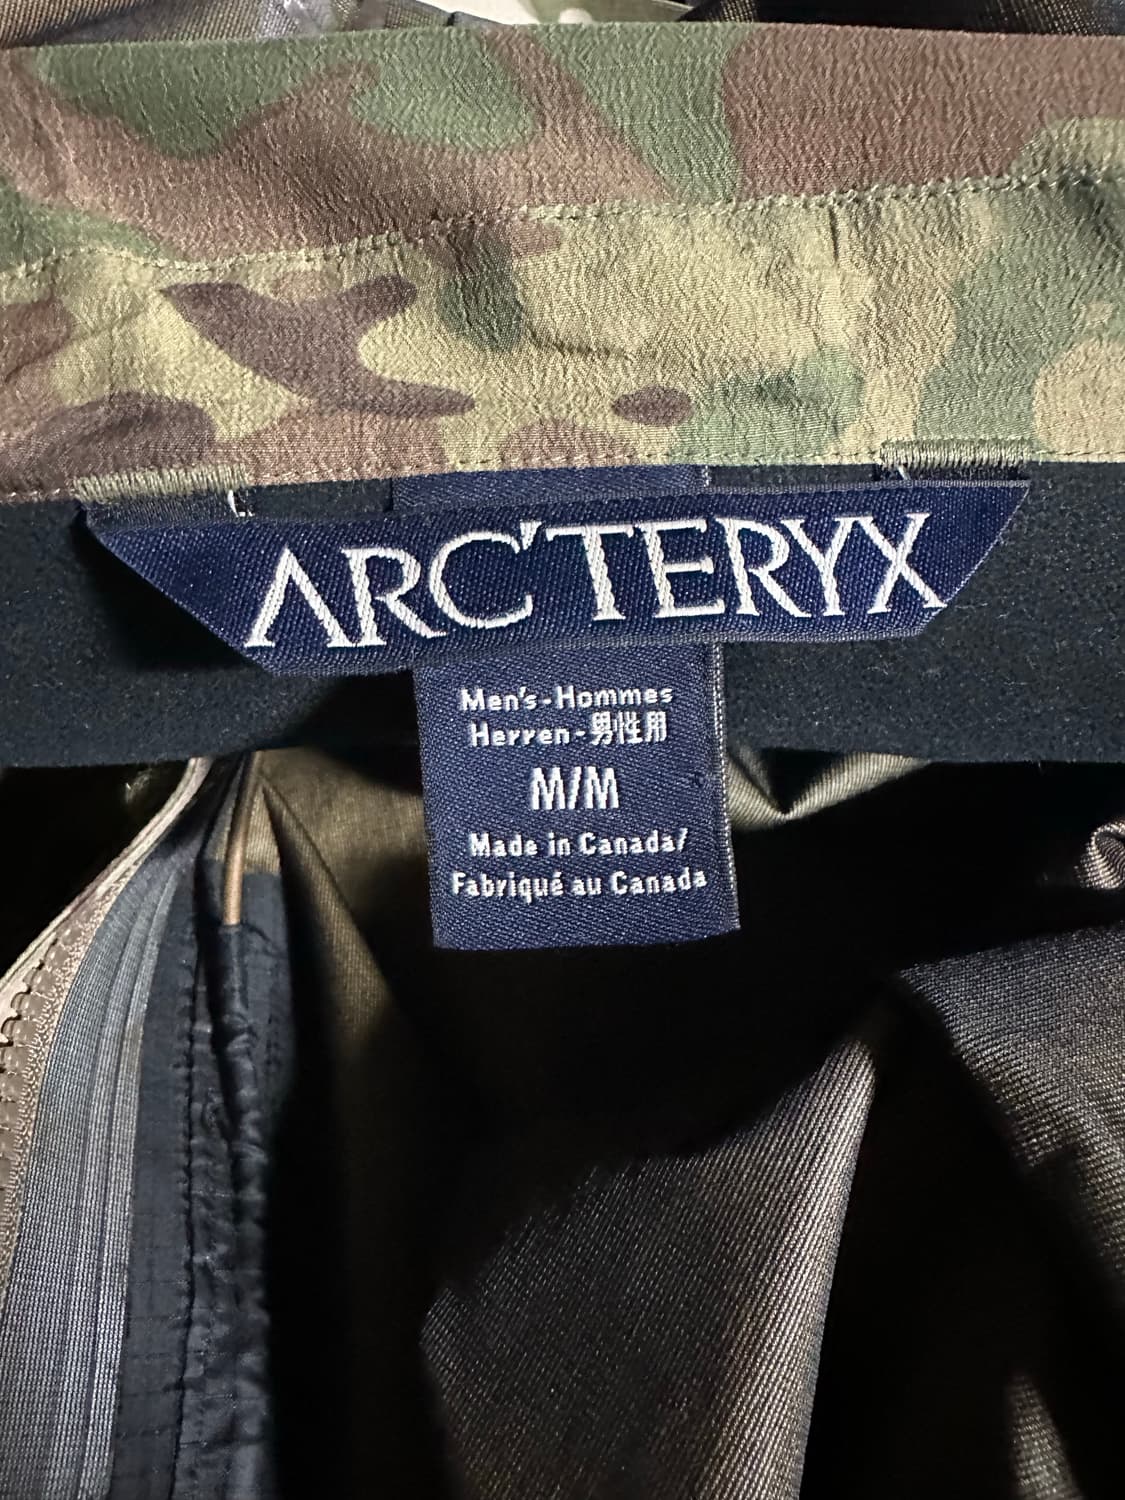 ARC'TERYX
Men's-Hommes
Herren-男性用
M/M
Made in Canada/
Fabriqué au Canada